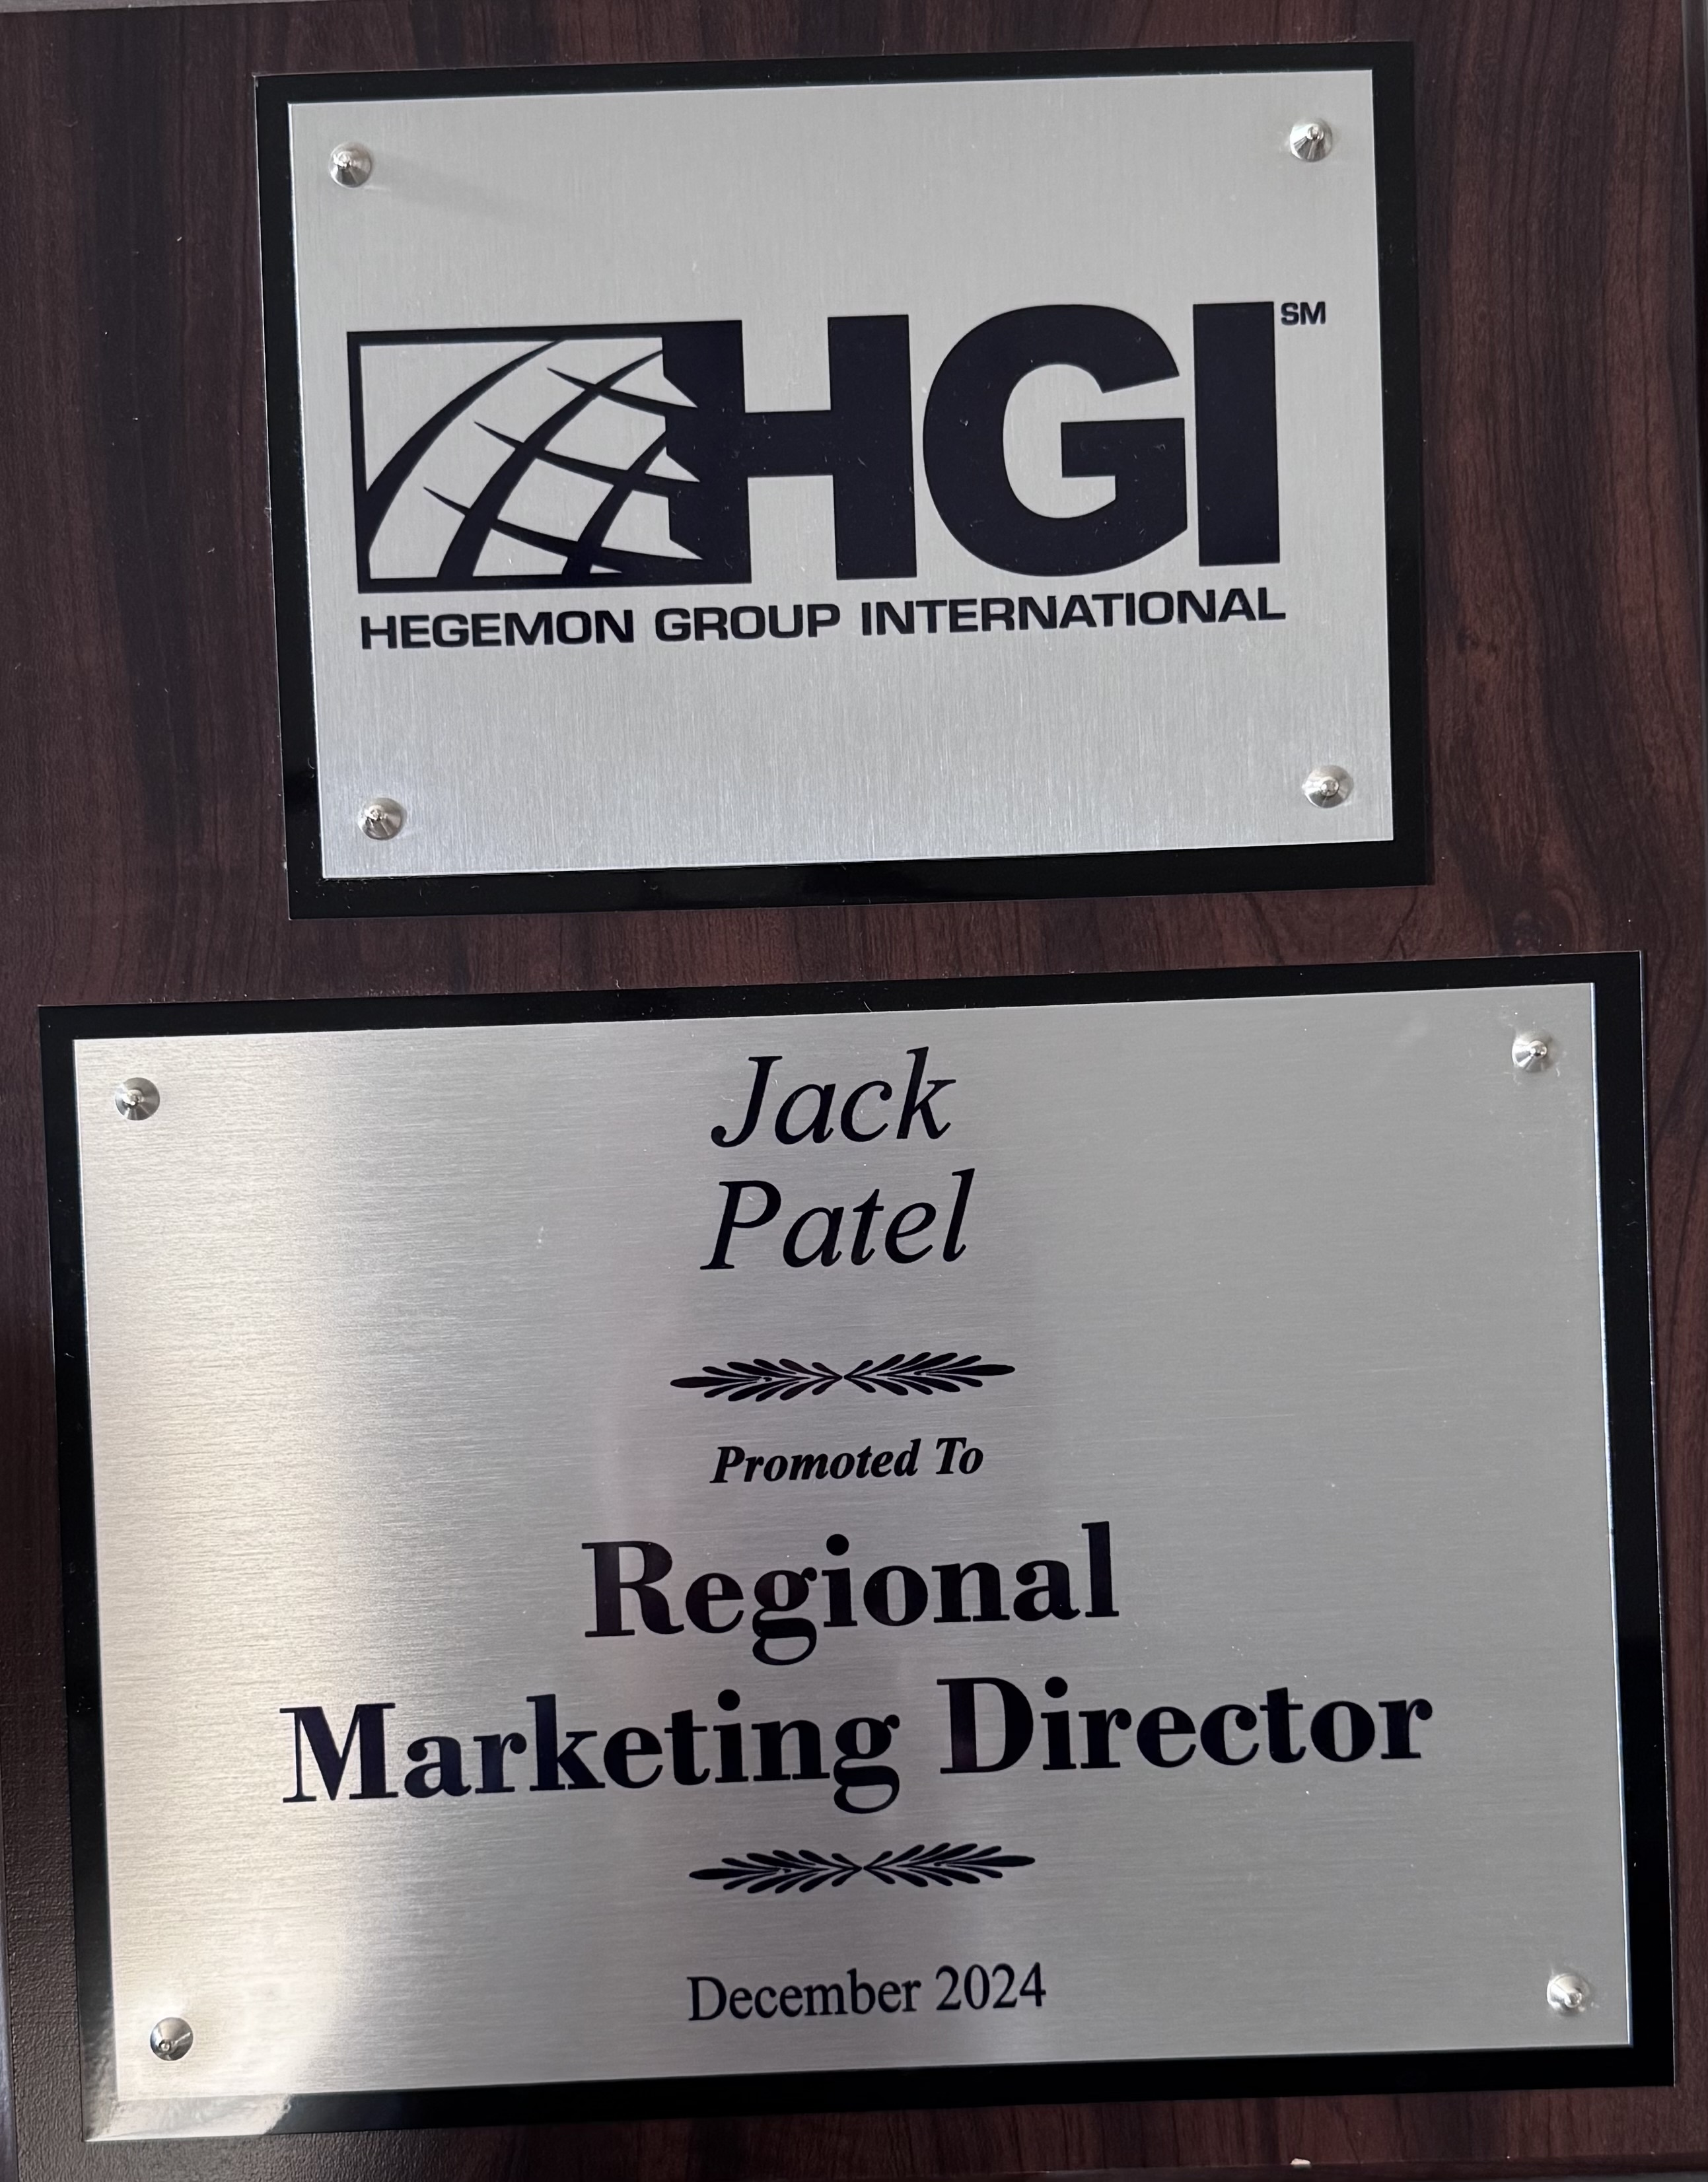 HGI SM
HEGEMON GROUP INTERNATIONAL
Jack
Patel
Promoted To
Regional
Marketing Director
December 2024